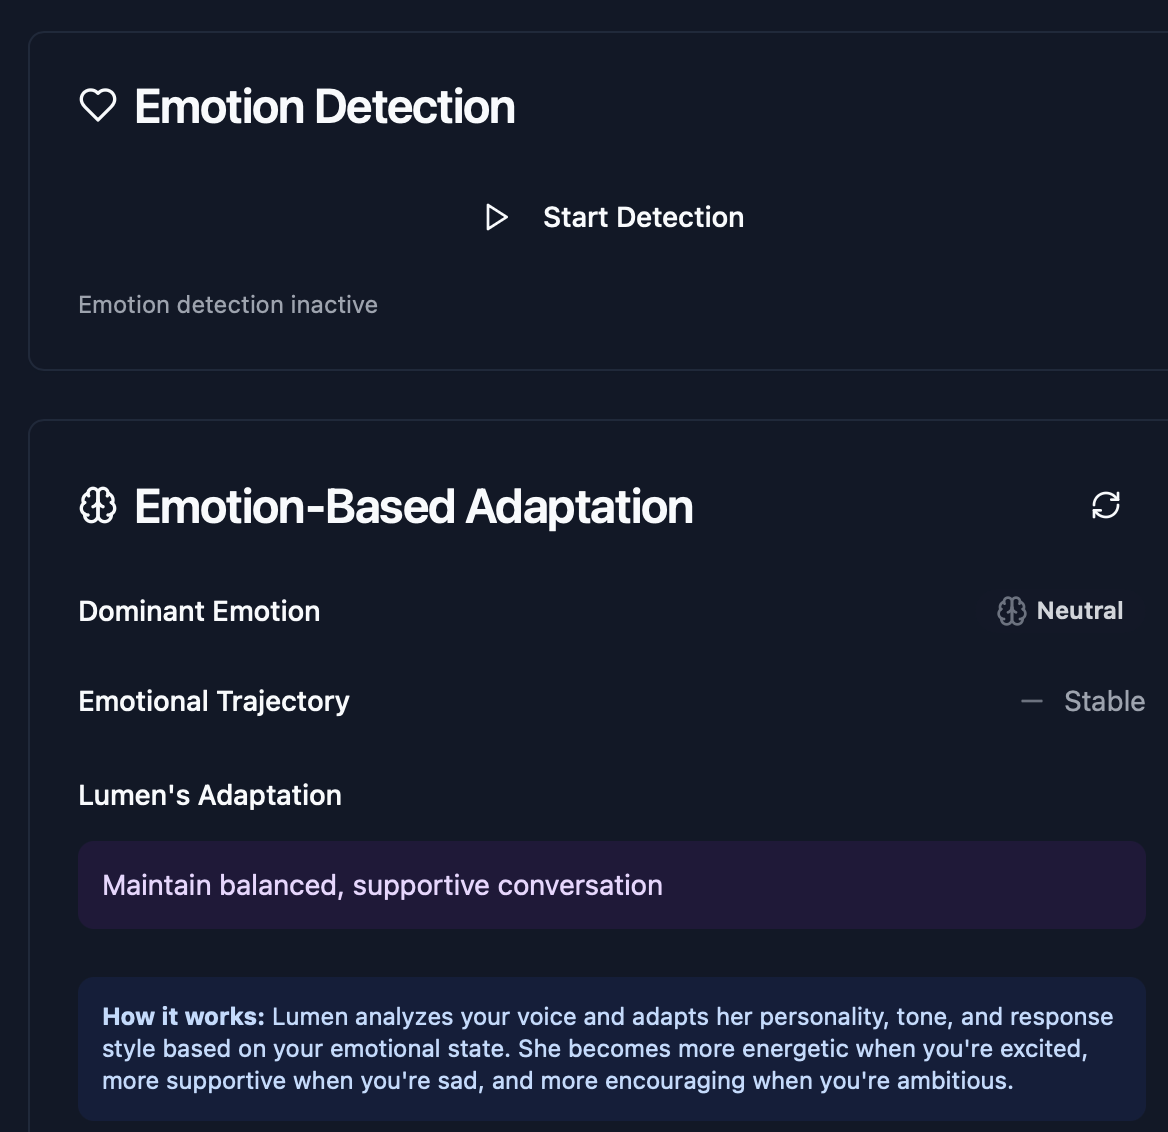 Emotion Detection
Start Detection
Emotion detection inactive
Emotion-Based Adaptation
Dominant Emotion
Neutral
Emotional Trajectory
— Stable
Lumen's Adaptation
Maintain balanced, supportive conversation
How it works: Lumen analyzes your voice and adapts her personality, tone, and response
style based on your emotional state. She becomes more energetic when you're excited,
more supportive when you're sad, and more encouraging when you're ambitious.